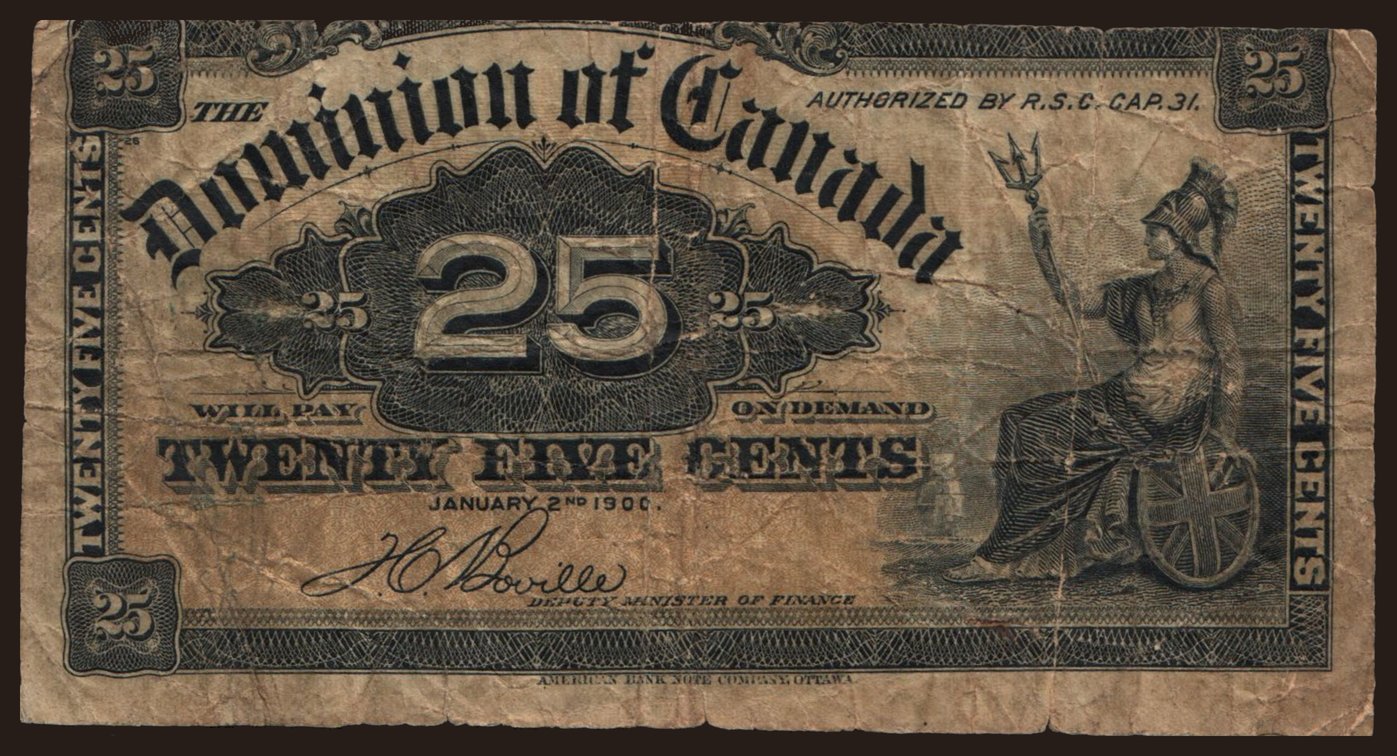 25
25
THE Dominion of Canada
AUTHORIZED BY R.S.C. CAP. 31.
25
TWENTY FIVE CENTS
TWENTY FIVE CENTS
25
25
25
WILL PAY
ON DEMAND
TWENTY FIVE CENTS
JANUARY 2ND 1900.
H.C. Boville
DEPUTY MINISTER OF FINANCE
25
AMERICAN BANK NOTE COMPANY, OTTAWA